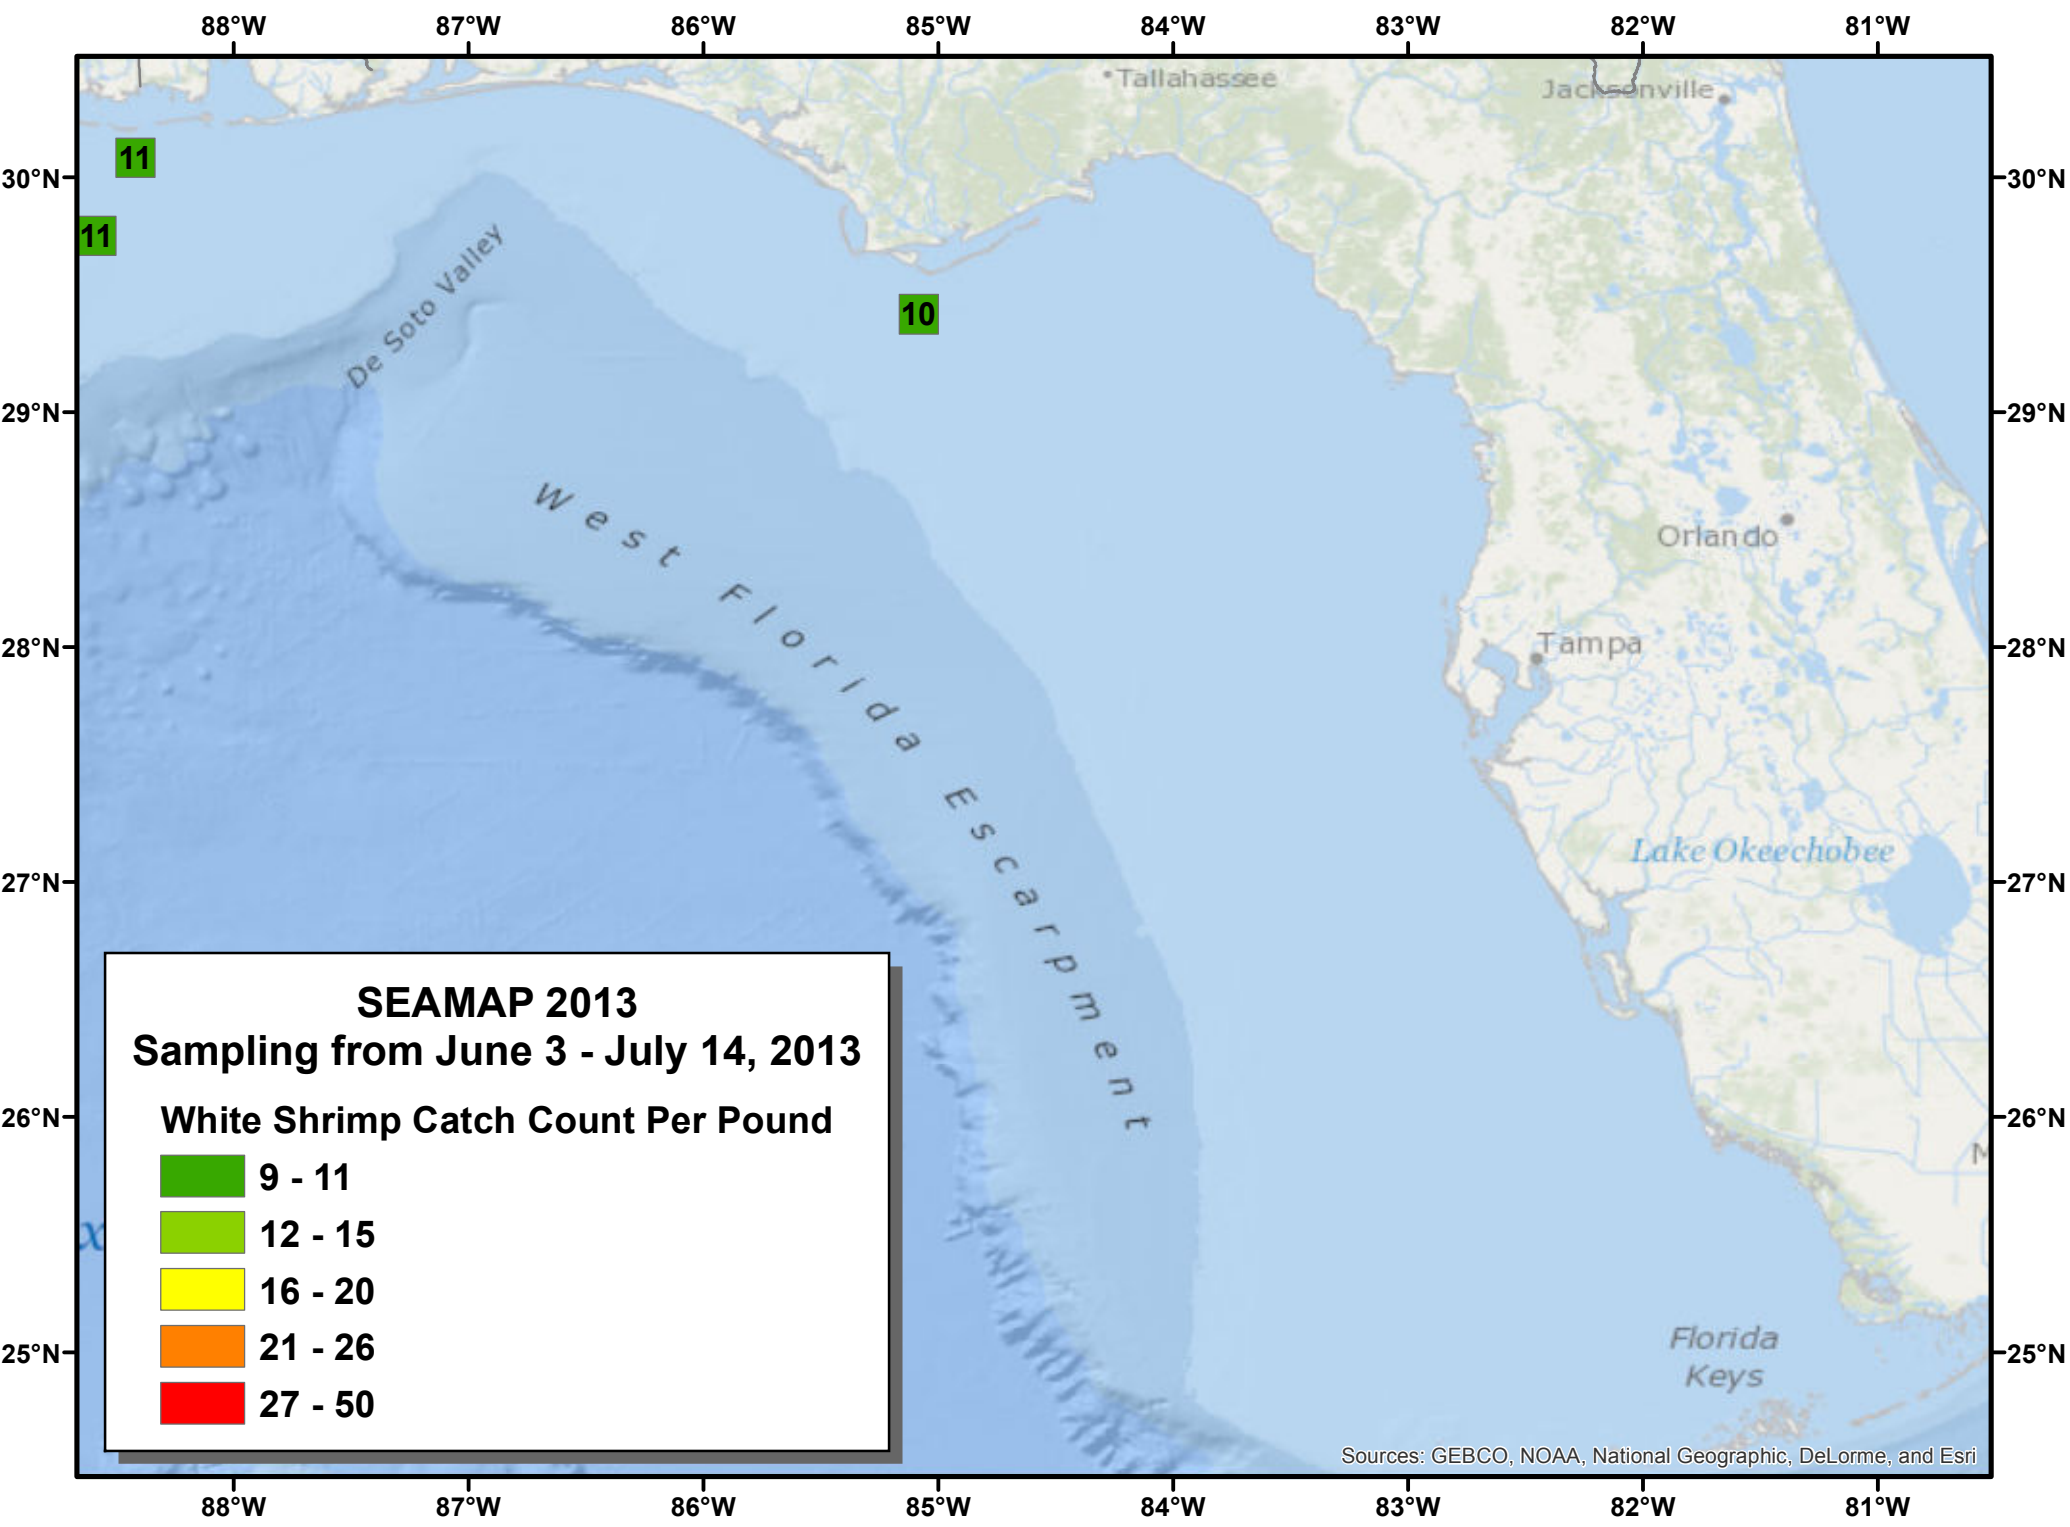 88°W 87°W 86°W 85°W 84°W 83°W 82°W 81°W
Tallahassee
Jacksonville
11
30°N 30°N
11
De Soto Valley
10
29°N 29°N
West Florida Escarpment
Orlando
28°N 28°N
Tampa
Lake Okeechobee
27°N 27°N
SEAMAP 2013
Sampling from June 3 - July 14, 2013
26°N 26°N
White Shrimp Catch Count Per Pound
M
9 - 11
12 - 15
x
16 - 20
25°N 25°N
21 - 26
27 - 50
Florida
Keys
Sources: GEBCO, NOAA, National Geographic, DeLorme, and Esri
88°W 87°W 86°W 85°W 84°W 83°W 82°W 81°W